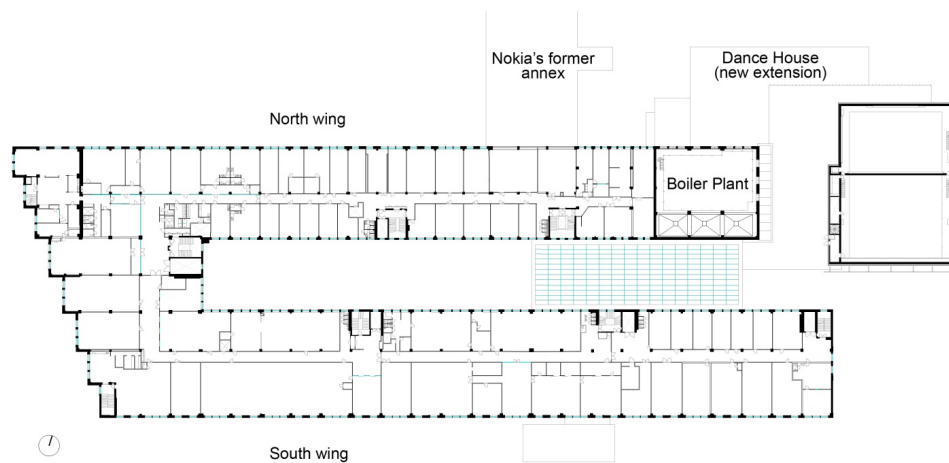 Nokia's former
annex
Dance House
(new extension)
North wing
Boiler Plant
South wing